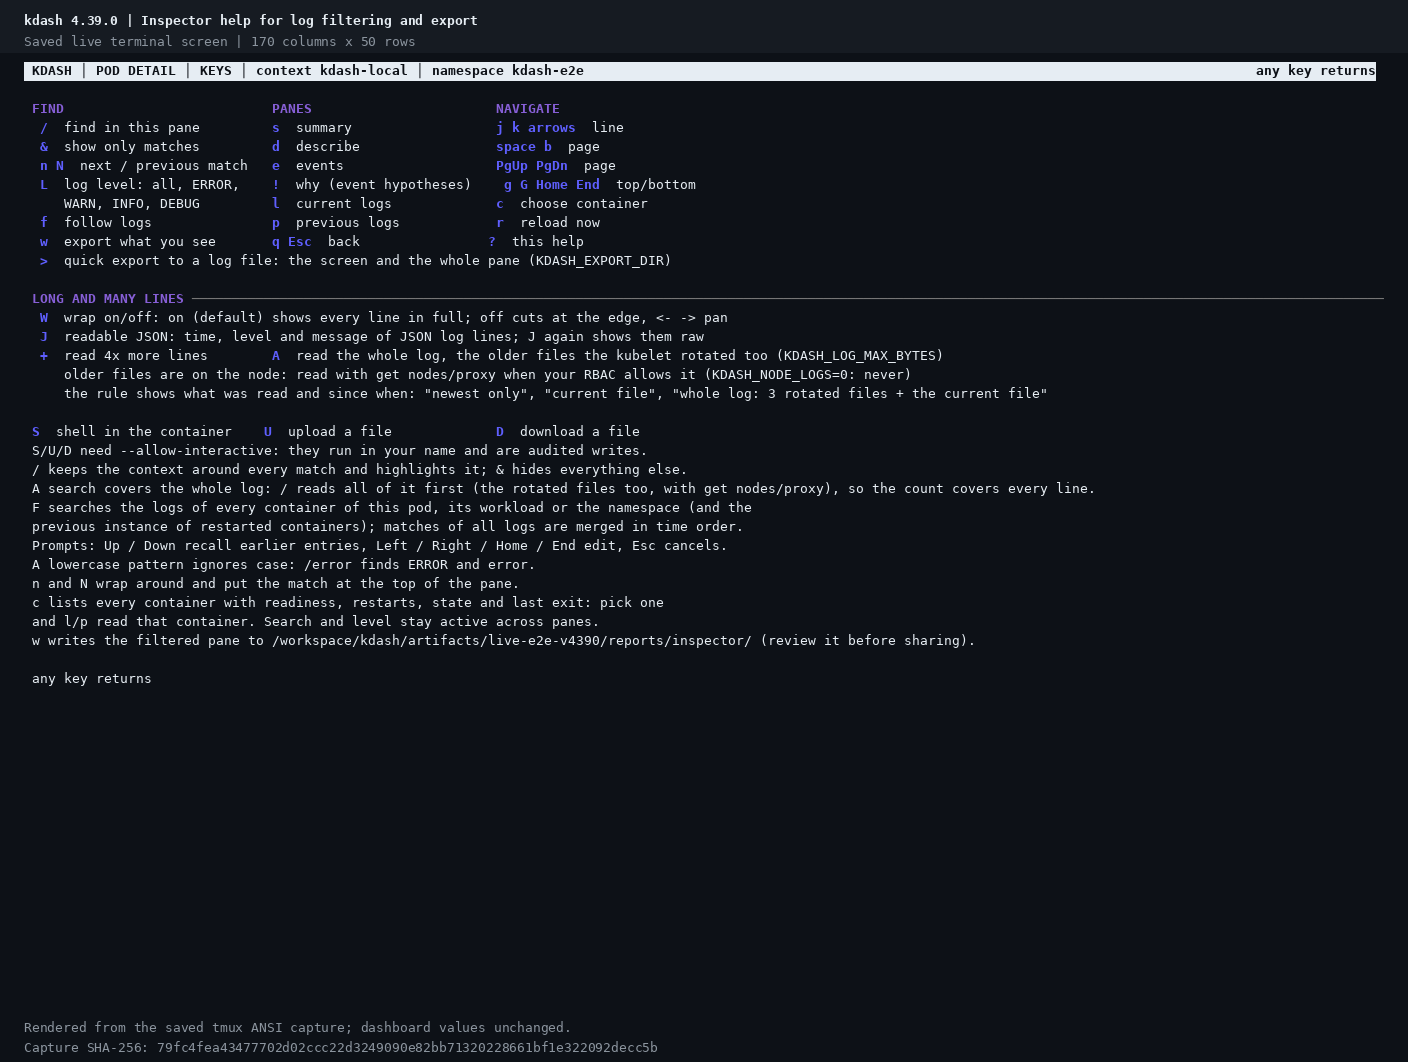 kdash 4.39.0 | Inspector help for log filtering and export
Saved live terminal screen | 170 columns x 50 rows
KDASH │ POD DETAIL │ KEYS │ context kdash-local │ namespace kdash-e2e any key returns
FIND PANES NAVIGATE
/ find in this pane s summary j k arrows line
& show only matches d describe space b page
n N next / previous match e events PgUp PgDn page
L log level: all, ERROR, ! why (event hypotheses) g G Home End top/bottom
WARN, INFO, DEBUG l current logs c choose container
f follow logs p previous logs r reload now
w export what you see q Esc back ? this help
> quick export to a log file: the screen and the whole pane (KDASH_EXPORT_DIR)
LONG AND MANY LINES
W wrap on/off: on (default) shows every line in full; off cuts at the edge, <- -> pan
J readable JSON: time, level and message of JSON log lines; J again shows them raw
+ read 4x more lines A read the whole log, the older files the kubelet rotated too (KDASH_LOG_MAX_BYTES)
older files are on the node: read with get nodes/proxy when your RBAC allows it (KDASH_NODE_LOGS=0: never)
the rule shows what was read and since when: "newest only", "current file", "whole log: 3 rotated files + the current file"
S shell in the container U upload a file D download a file
S/U/D need --allow-interactive: they run in your name and are audited writes.
/ keeps the context around every match and highlights it; & hides everything else.
A search covers the whole log: / reads all of it first (the rotated files too, with get nodes/proxy), so the count covers every line.
F searches the logs of every container of this pod, its workload or the namespace (and the
previous instance of restarted containers); matches of all logs are merged in time order.
Prompts: Up / Down recall earlier entries, Left / Right / Home / End edit, Esc cancels.
A lowercase pattern ignores case: /error finds ERROR and error.
n and N wrap around and put the match at the top of the pane.
c lists every container with readiness, restarts, state and last exit: pick one
and l/p read that container. Search and level stay active across panes.
w writes the filtered pane to /workspace/kdash/artifacts/live-e2e-v4390/reports/inspector/ (review it before sharing).
any key returns
Rendered from the saved tmux ANSI capture; dashboard values unchanged.
Capture SHA-256: 79fc4fea43477702d02ccc22d3249090e82bb71320228661bf1e322092decc5b